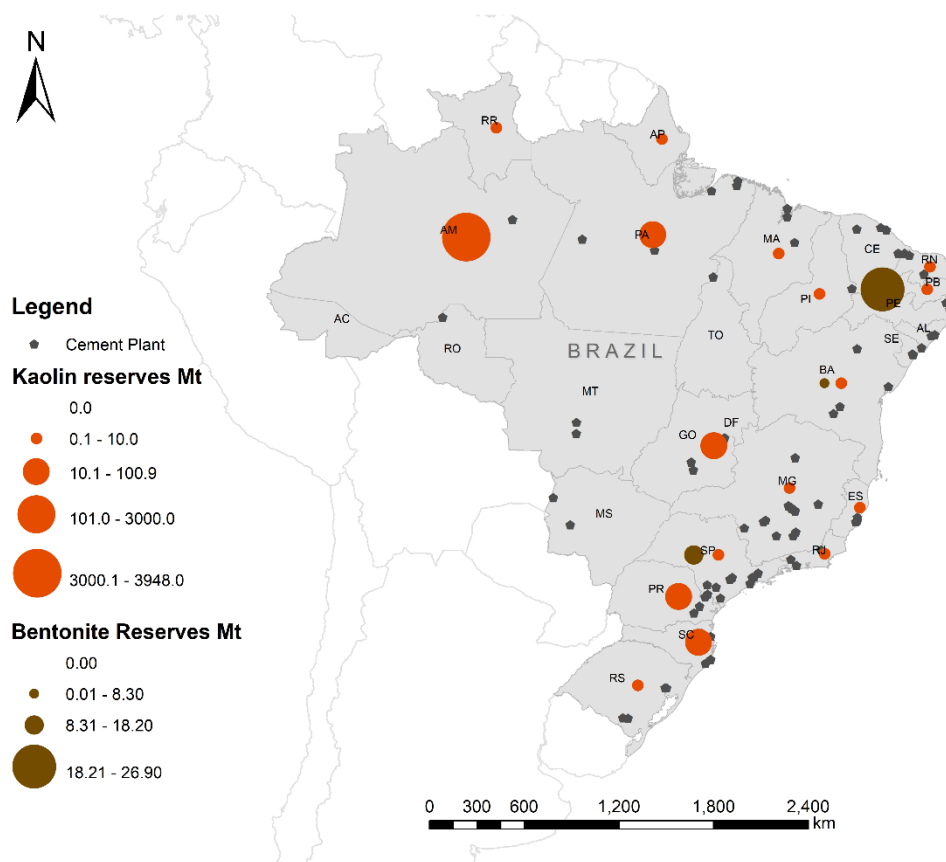 N
RR
AP
AM
PA
MA
CE
RN
PB
PI
PE
AC
RO
TO
AL
SE
BRAZIL
BA
MT
GO
DF
MG
ES
MS
SP
RJ
PR
SC
RS
Legend
Cement Plant
Kaolin reserves Mt
0.0
0.1 - 10.0
10.1 - 100.9
101.0 - 3000.0
3000.1 - 3948.0
Bentonite Reserves Mt
0.00
0.01 - 8.30
8.31 - 18.20
18.21 - 26.90
0 300 600 1,200 1,800 2,400
km